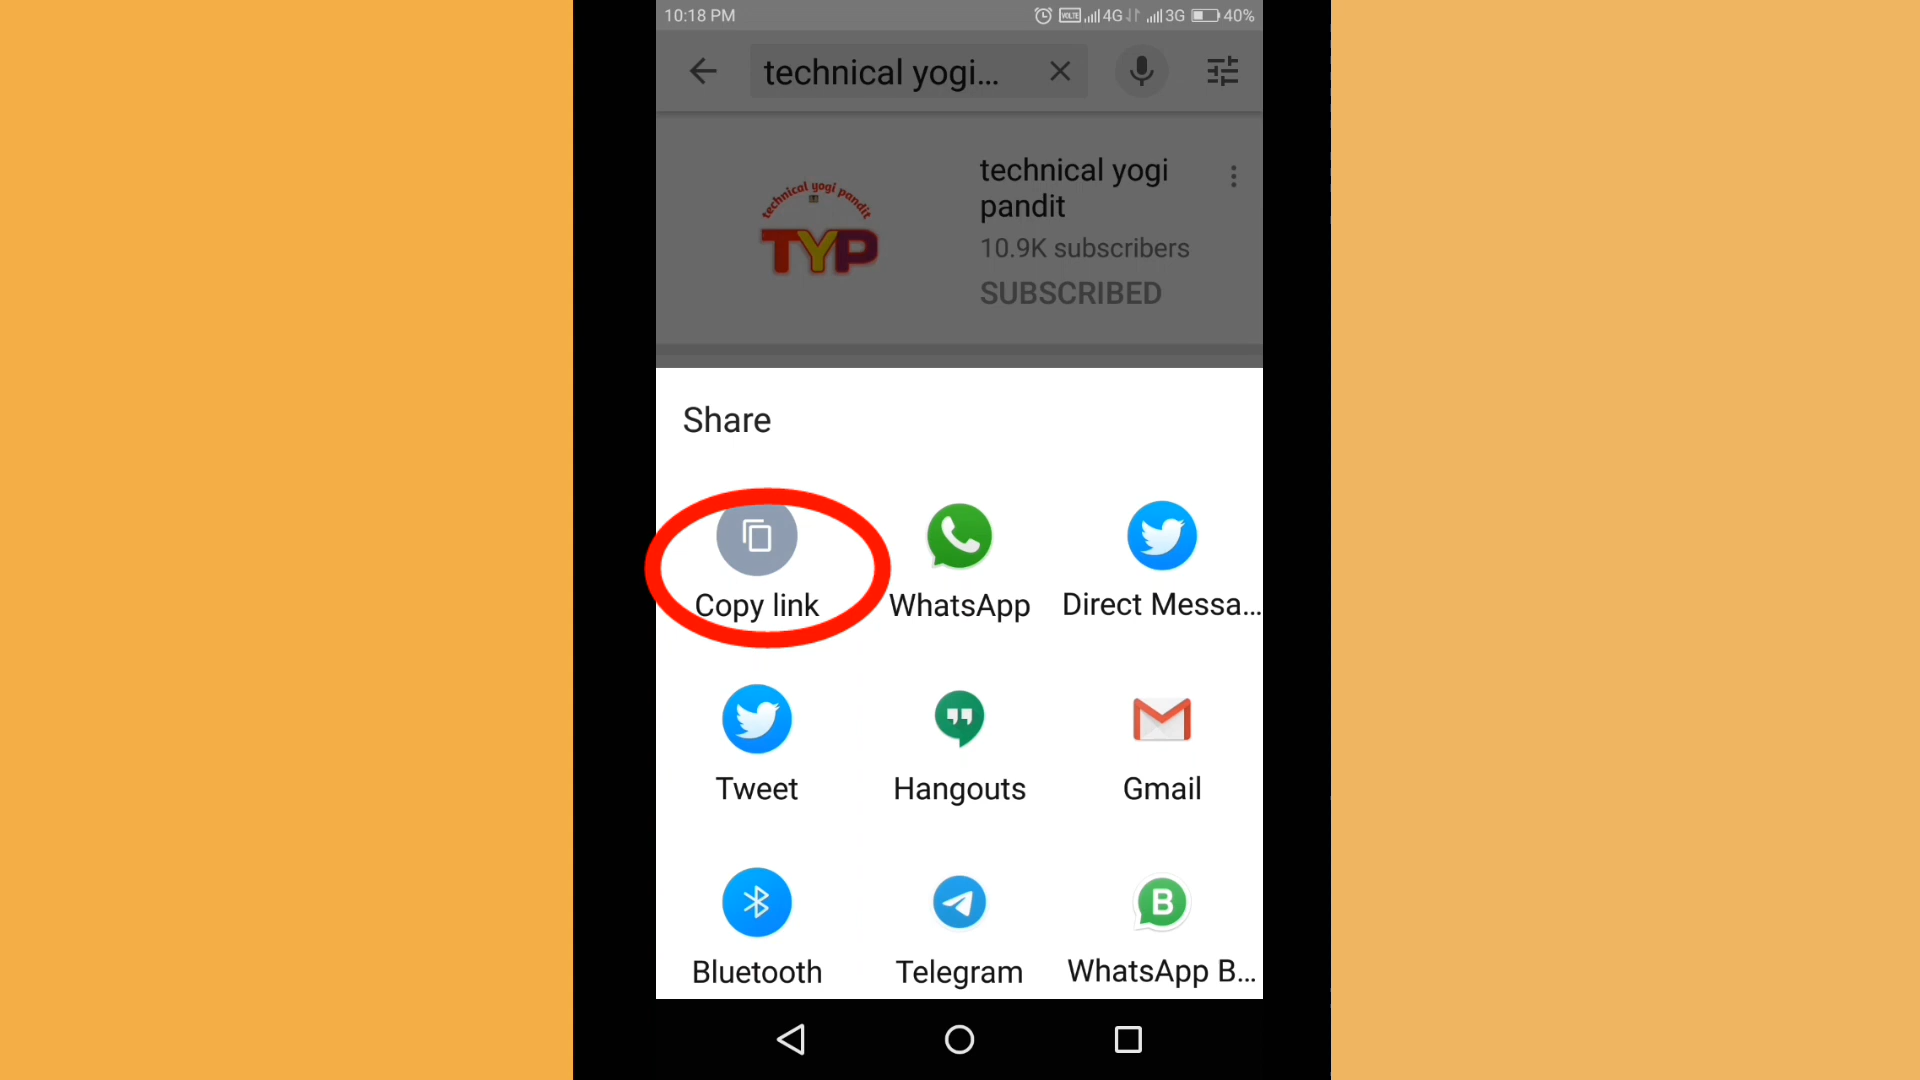 10:18 PM VoLTE 4G 3G 40%
technical yogi...
technical yogi pandit
TYP
technical yogi
pandit
10.9K subscribers
SUBSCRIBED
Share
Copy link WhatsApp Direct Messa...
Tweet Hangouts Gmail
B
Bluetooth Telegram WhatsApp B...